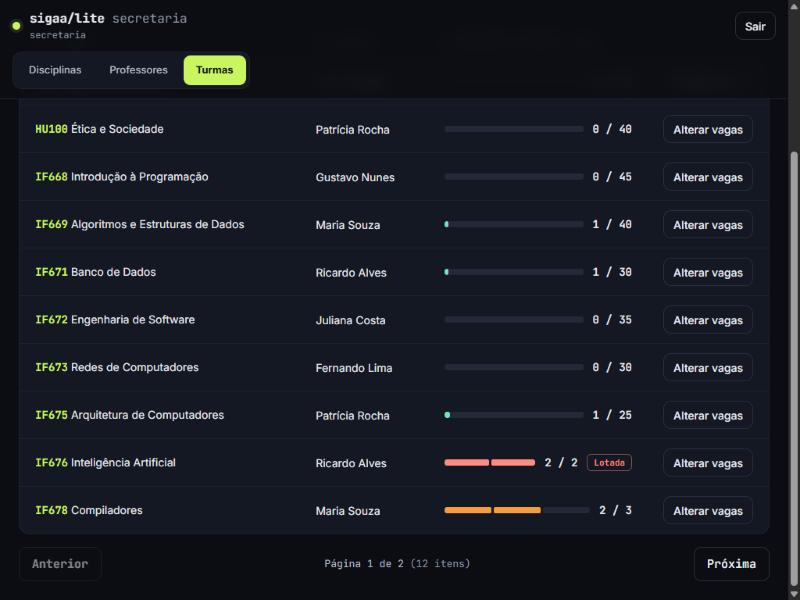 sigaa/lite secretaria
secretaria
Sair
Disciplinas Professores Turmas
HU100 Ética e Sociedade Patrícia Rocha 0 / 40 Alterar vagas
IF668 Introdução à Programação Gustavo Nunes 0 / 45 Alterar vagas
IF669 Algoritmos e Estruturas de Dados Maria Souza 1 / 40 Alterar vagas
IF671 Banco de Dados Ricardo Alves 1 / 30 Alterar vagas
IF672 Engenharia de Software Juliana Costa 0 / 35 Alterar vagas
IF673 Redes de Computadores Fernando Lima 0 / 30 Alterar vagas
IF675 Arquitetura de Computadores Patrícia Rocha 1 / 25 Alterar vagas
IF676 Inteligência Artificial Ricardo Alves 2 / 2 Lotada Alterar vagas
IF678 Compiladores Maria Souza 2 / 3 Alterar vagas
Anterior Página 1 de 2 (12 itens) Próxima